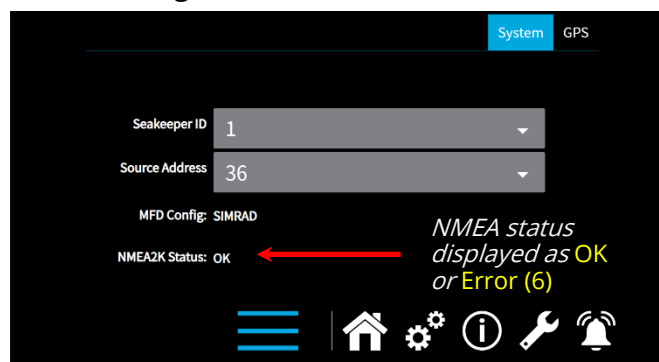 System GPS
Seakeeper ID 1
Source Address 36
MFD Config: SIMRAD
NMEA2K Status: OK
NMEA status
displayed as OK
or Error (6)